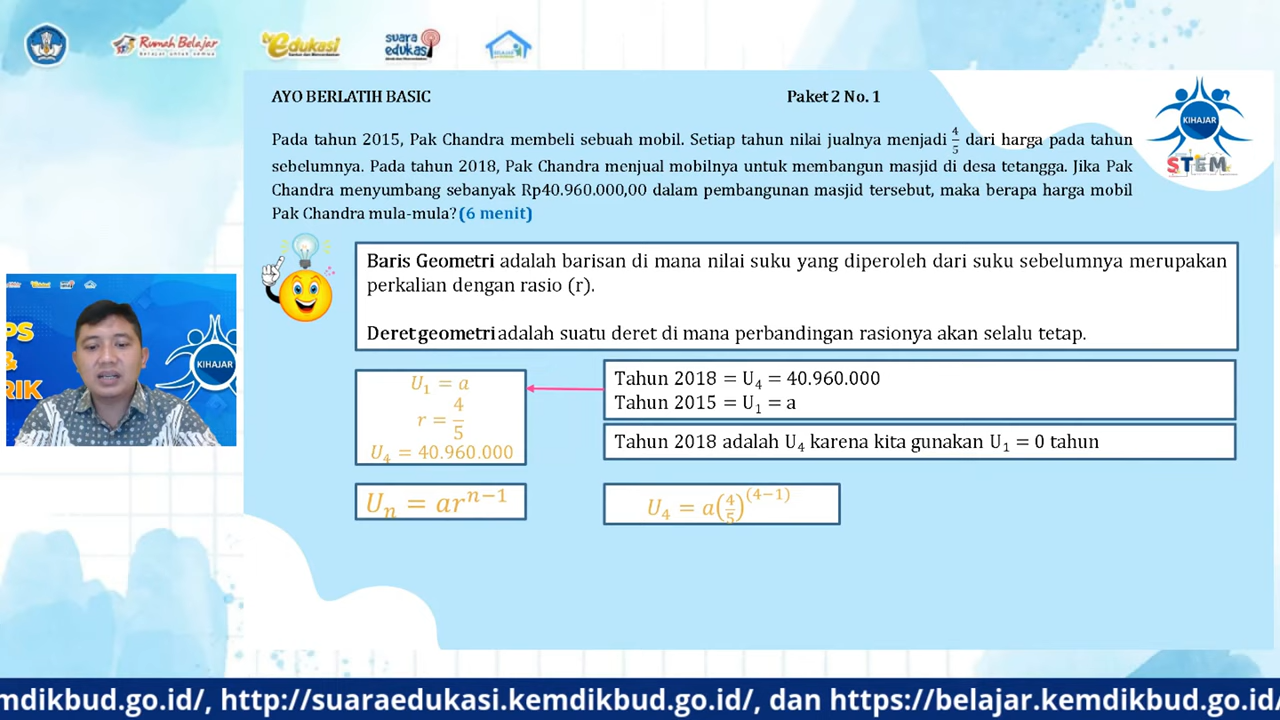 Rumah Belajar
Belajar untuk semua
tvedukasi
suara
edukasi
AYO BERLATIH BASIC
Paket 2 No. 1
KIHAJAR
STEM
Pada tahun 2015, Pak Chandra membeli sebuah mobil. Setiap tahun nilai jualnya menjadi 4/5 dari harga pada tahun
sebelumnya. Pada tahun 2018, Pak Chandra menjual mobilnya untuk membangun masjid di desa tetangga. Jika Pak
Chandra menyumbang sebanyak Rp40.960.000,00 dalam pembangunan masjid tersebut, maka berapa harga mobil
Pak Chandra mula-mula? (6 menit)
Baris Geometri adalah barisan di mana nilai suku yang diperoleh dari suku sebelumnya merupakan
perkalian dengan rasio (r).
Deret geometri adalah suatu deret di mana perbandingan rasionya akan selalu tetap.
PS
&
RIK
KIHAJAR
U₁ = a
r = 4/5
U₄ = 40.960.000
Tahun 2018 = U₄ = 40.960.000
Tahun 2015 = U₁ = a
Tahun 2018 adalah U₄ karena kita gunakan U₁ = 0 tahun
Uₙ = arⁿ⁻¹
U₄ = a(4/5)⁽⁴⁻¹⁾
mdikbud.go.id/, http://suaraedukasi.kemdikbud.go.id/, dan https://belajar.kemdikbud.go.id/